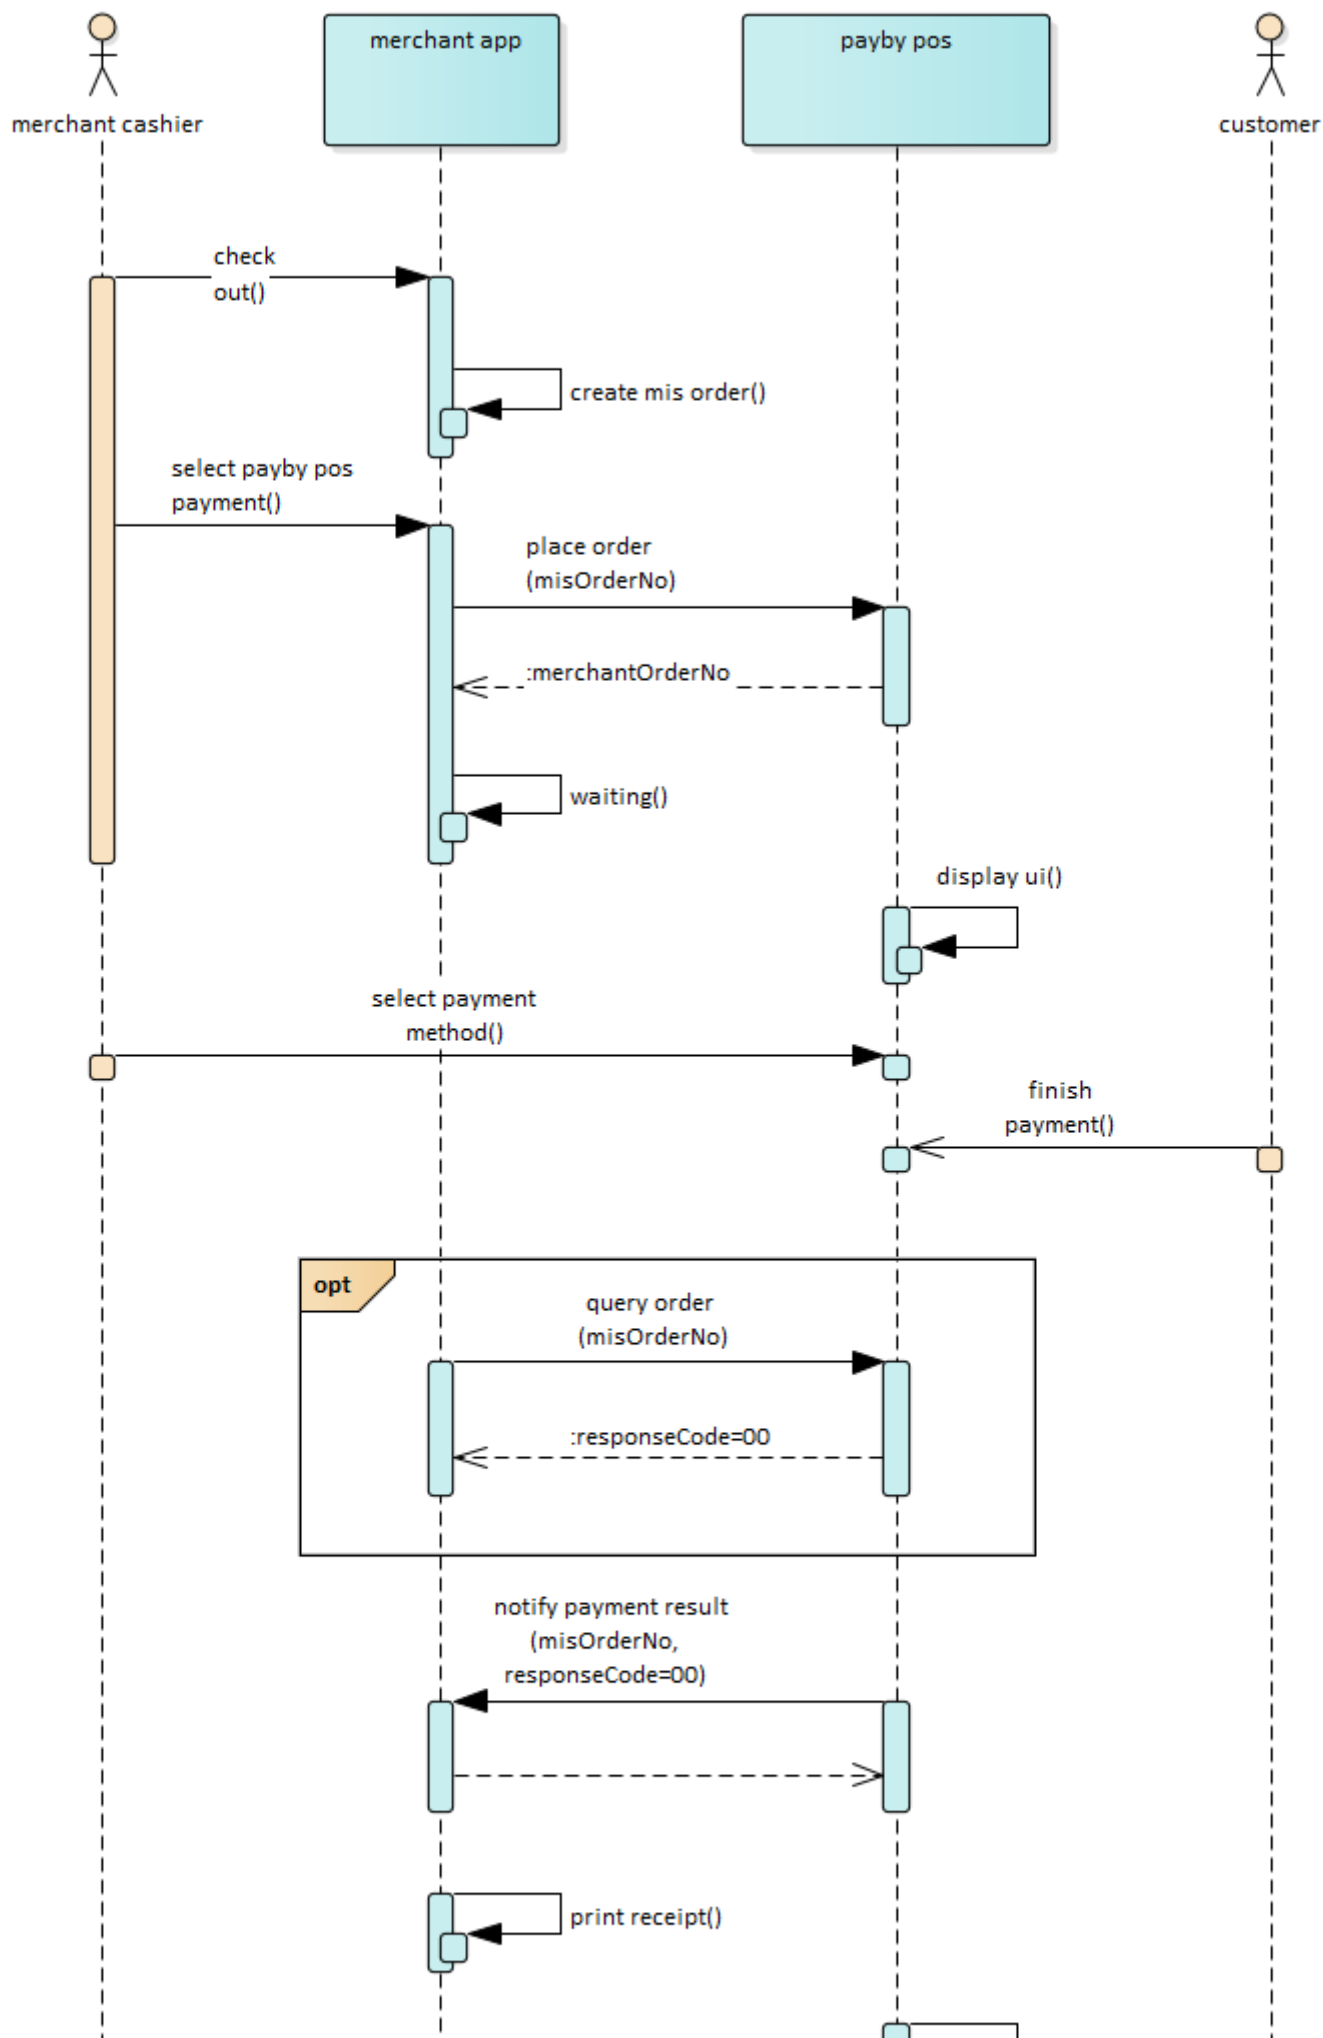 merchant app
payby pos
merchant cashier
customer
check
out()
create mis order()
select payby pos
payment()
place order
(misOrderNo)
:merchantOrderNo
waiting()
display ui()
select payment
method()
finish
payment()
opt
query order
(misOrderNo)
:responseCode=00
notify payment result
(misOrderNo,
responseCode=00)
print receipt()